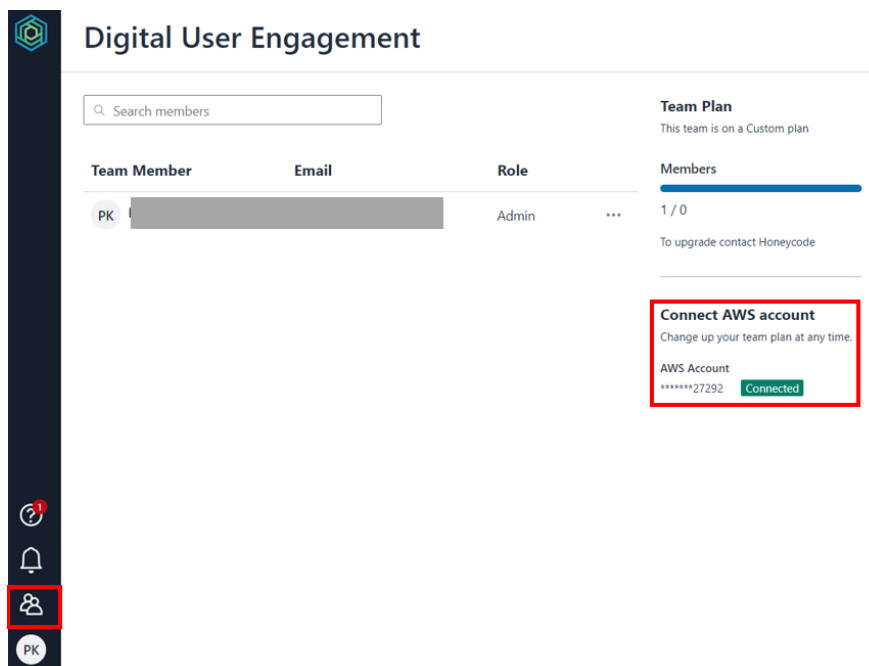 Digital User Engagement
Search members
Team Plan
This team is on a Custom plan
Team Member Email Role
Members
PK Admin ...
1 / 0
To upgrade contact Honeycode
Connect AWS account
Change up your team plan at any time.
AWS Account
*******27292 Connected
1
PK